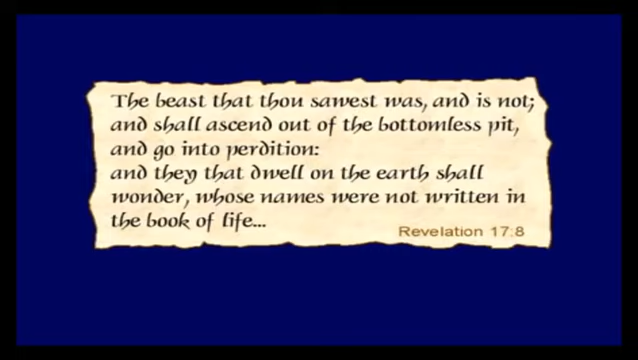 The beast that thou sawest was, and is not;
and shall ascend out of the bottomless pit,
and go into perdition:
and they that dwell on the earth shall
wonder, whose names were not written in
the book of life...
Revelation 17:8